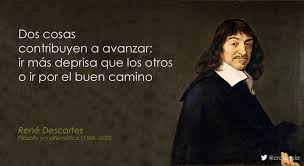 Dos cosas
contribuyen a avanzar:
ir más deprisa que los otros
o ir por el buen camino
René Descartes
Filósofo y matemático (1596-1650)